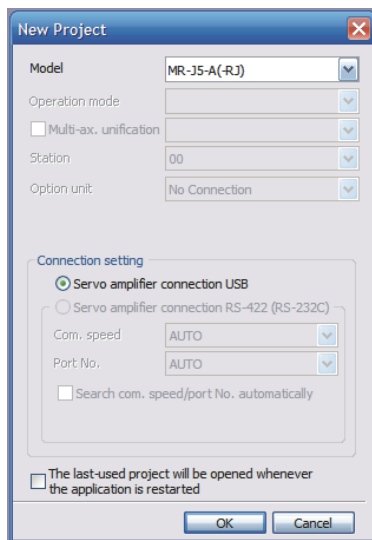 New Project
Model MR-J5-A(-RJ)
Operation mode
Multi-ax. unification
Station 00
Option unit No Connection
Connection setting
Servo amplifier connection USB
Servo amplifier connection RS-422 (RS-232C)
Com. speed AUTO
Port No. AUTO
Search com. speed/port No. automatically
The last-used project will be opened whenever
the application is restarted
OK Cancel